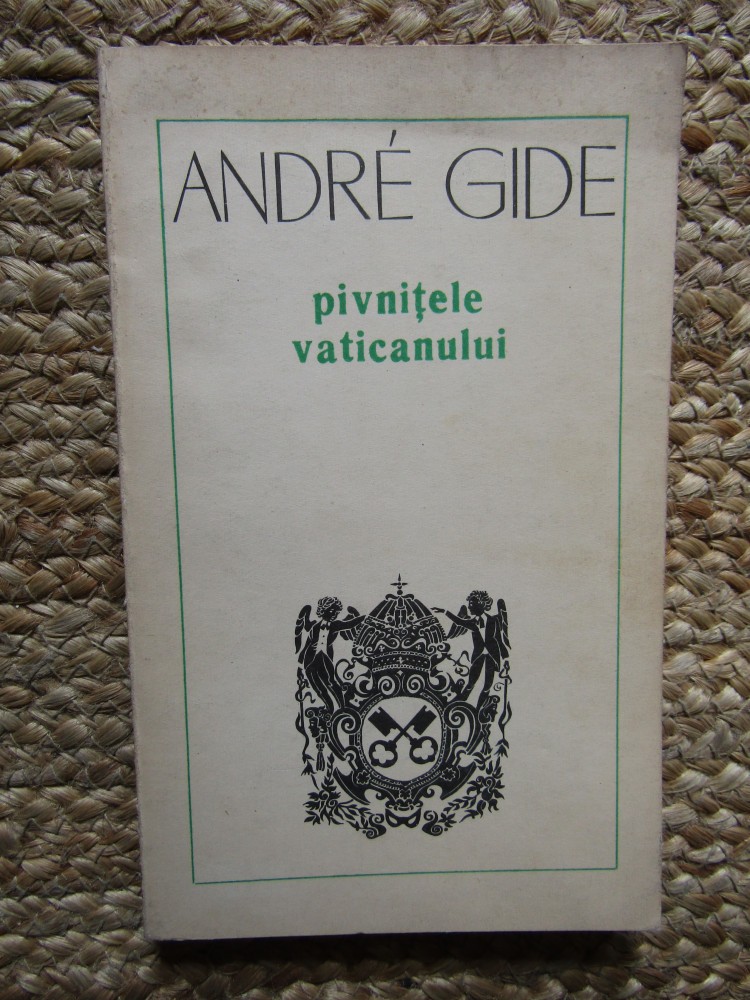 ANDRÉ GIDE
pivnițele
vaticanului